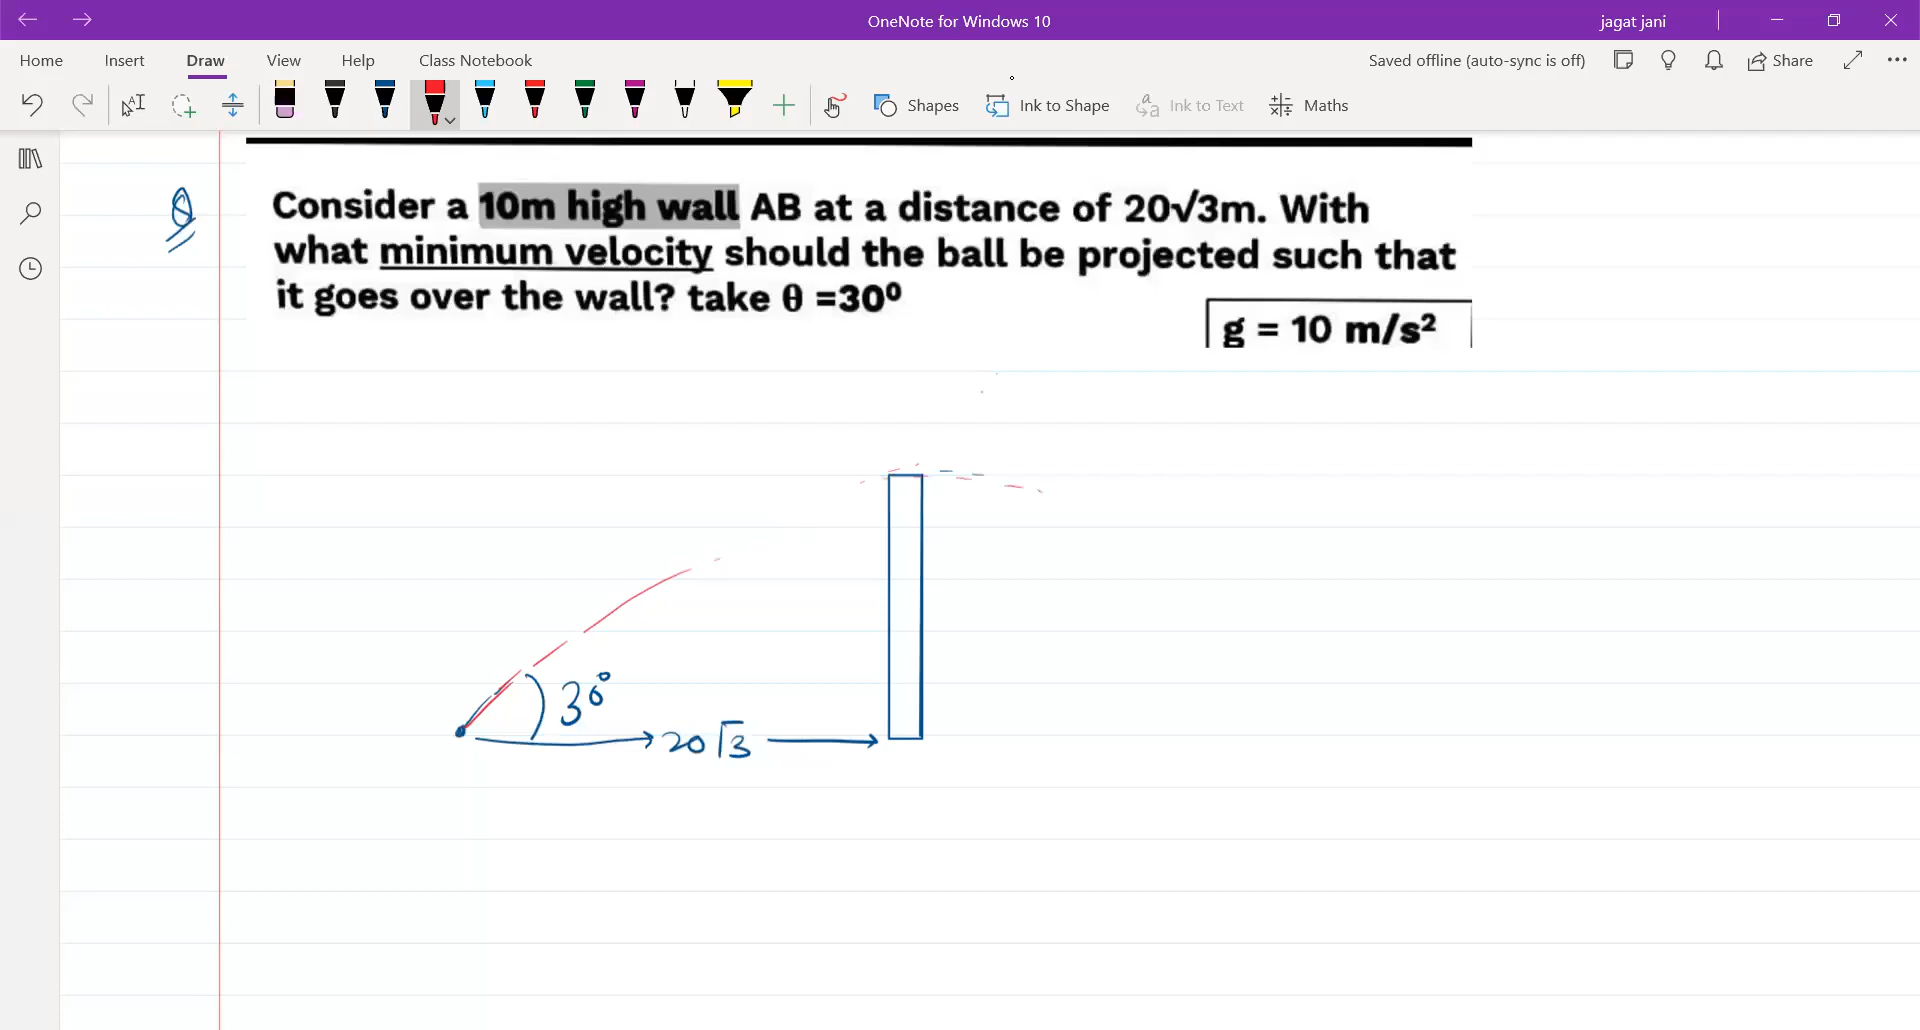 OneNote for Windows 10
jagat jani
Home Insert Draw View Help Class Notebook
Saved offline (auto-sync is off) Share
Shapes Ink to Shape Ink to Text Maths
Q
Consider a 10m high wall AB at a distance of 20√3m. With
what minimum velocity should the ball be projected such that
it goes over the wall? take θ =30⁰
g = 10 m/s²
30°
20√3